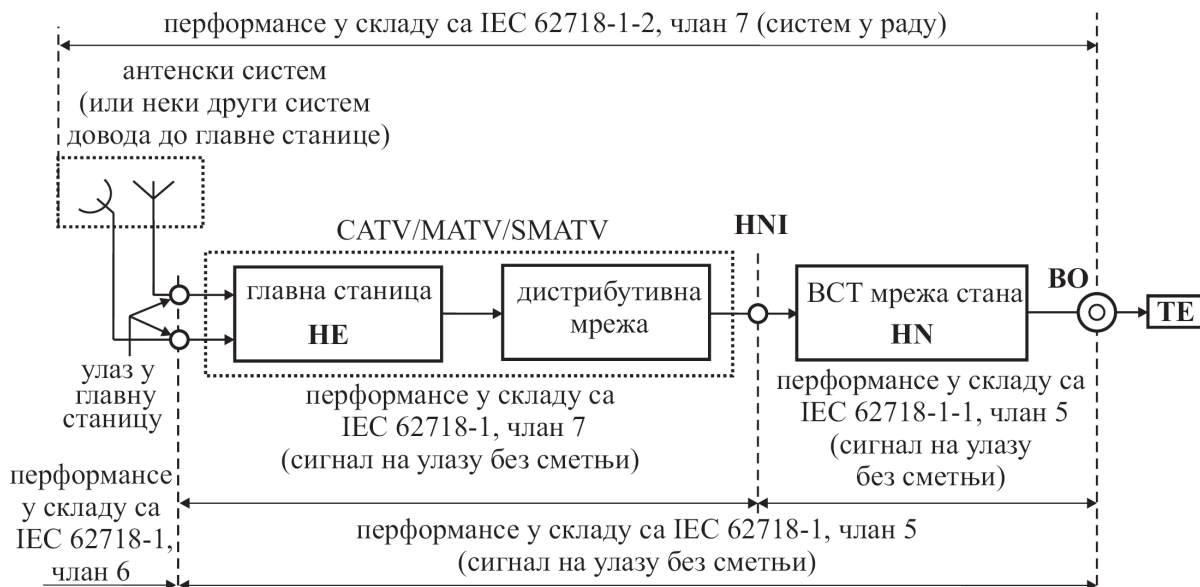 перформансе у складу са IEC 62718-1-2, члан 7 (систем у раду)
антенски систем
(или неки други систем
довода до главне станице)
CATV/MATV/SMATV
HNI
главна станица
HE
дистрибутивна
мрежа
ВСТ мрежа стана
HN
BO
TE
улаз у
главну
станицу
перформансе у складу са
IEC 62718-1, члан 7
(сигнал на улазу без сметњи)
перформансе у складу са
IEC 62718-1-1, члан 5
(сигнал на улазу
без сметњи)
перформансе
у складу са
IEC 62718-1,
члан 6
перформансе у складу са IEC 62718-1, члан 5
(сигнал на улазу без сметњи)